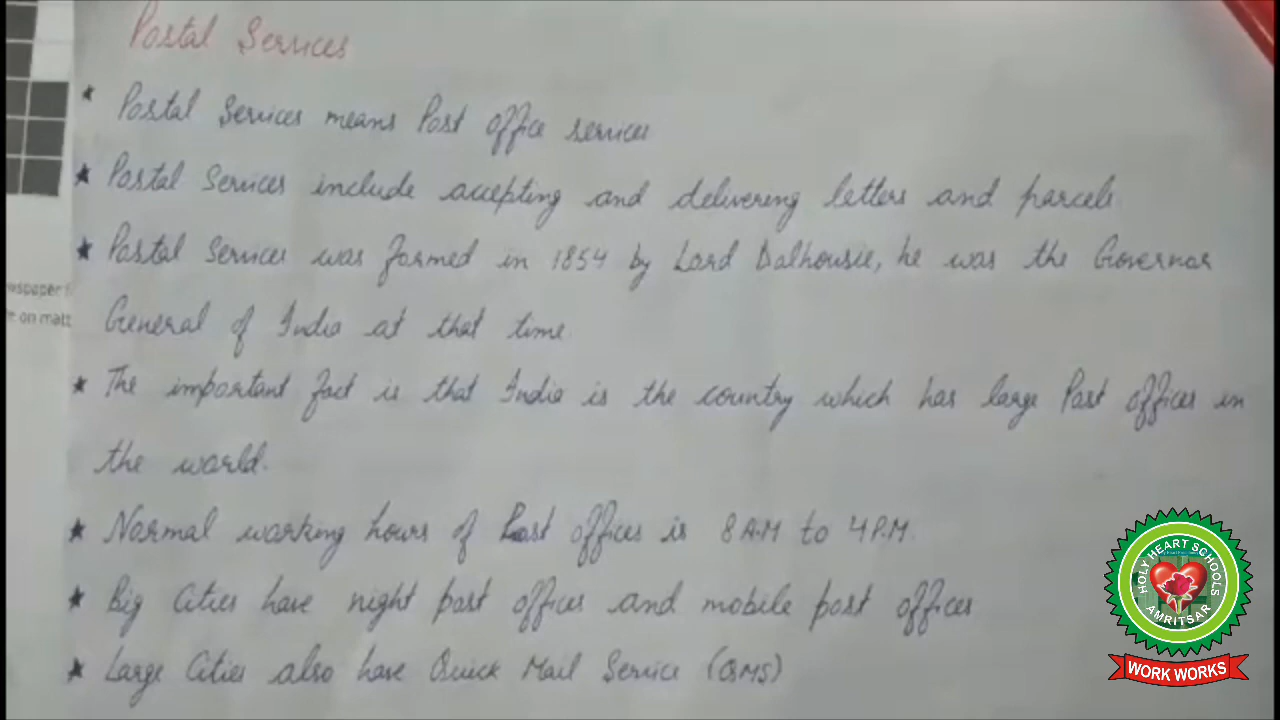 Postal Services
★ Postal Services means Post office services
★ Postal Services include accepting and delivering letters and parcels.
★ Postal Services was formed in 1854 by Lord Dalhousie, he was the Governor
General of India at that time.
★ The important fact is that India is the country which has large Post offices in
the world.
★ Normal working hours of Post offices is 8 A.M to 4 P.M.
★ Big Cities have night post offices and mobile post offices
★ Large Cities also have Quick Mail Service (QMS)
wspaper
on matt
HOLY HEART SCHOOLS
AMRITSAR
WORK WORKS